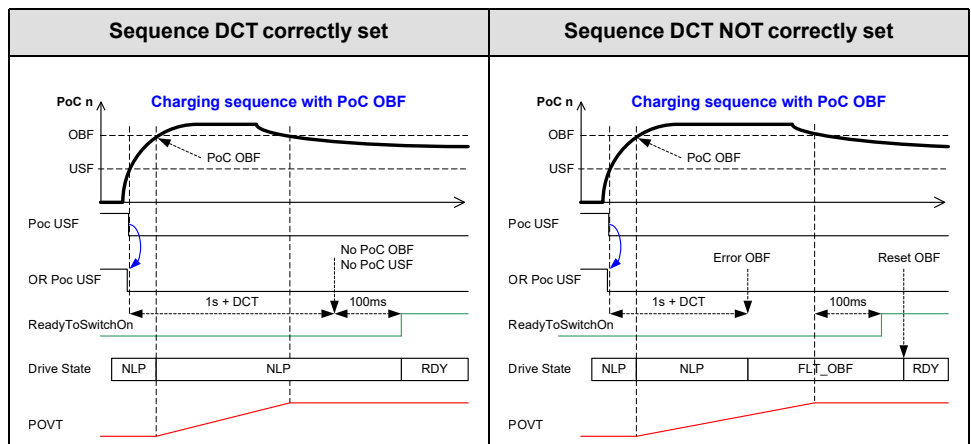 Sequence DCT correctly set
PoC n
Charging sequence with PoC OBF
OBF
PoC OBF
USF
Poc USF
No PoC OBF
No PoC USF
OR Poc USF
1s + DCT
100ms
ReadyToSwitchOn
Drive State
NLP
NLP
RDY
POVT
Sequence DCT NOT correctly set
PoC n
Charging sequence with PoC OBF
OBF
PoC OBF
USF
Poc USF
Error OBF
Reset OBF
OR Poc USF
1s + DCT
100ms
ReadyToSwitchOn
Drive State
NLP
NLP
FLT_OBF
RDY
POVT